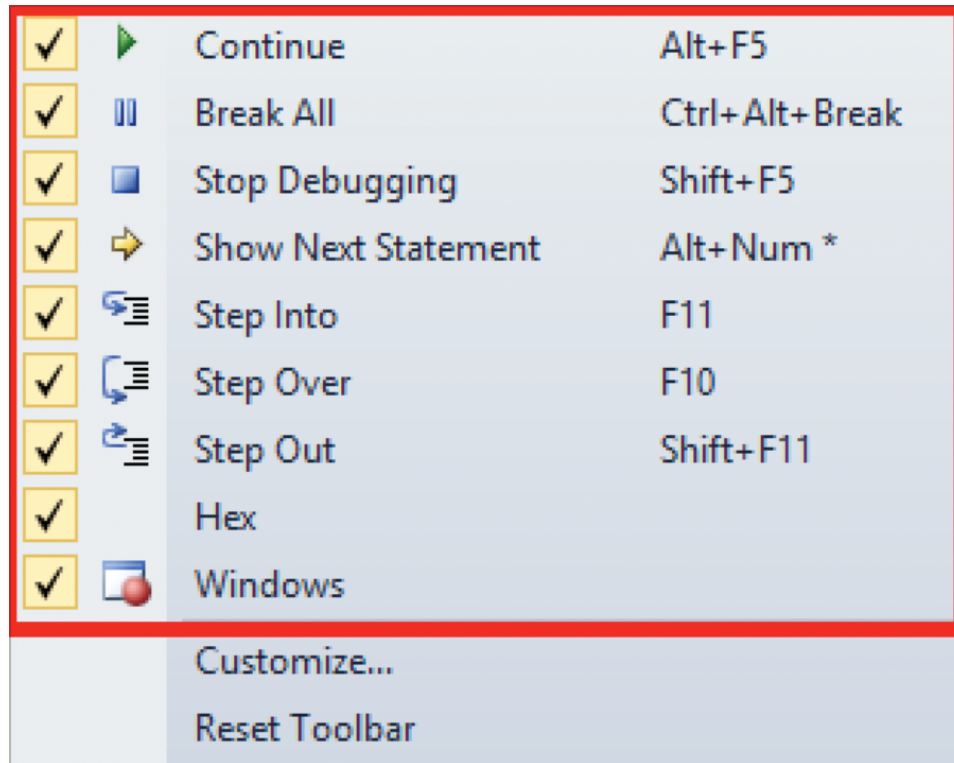 Continue Alt+F5
Break All Ctrl+Alt+Break
Stop Debugging Shift+F5
Show Next Statement Alt+Num *
Step Into F11
Step Over F10
Step Out Shift+F11
Hex
Windows
Customize...
Reset Toolbar